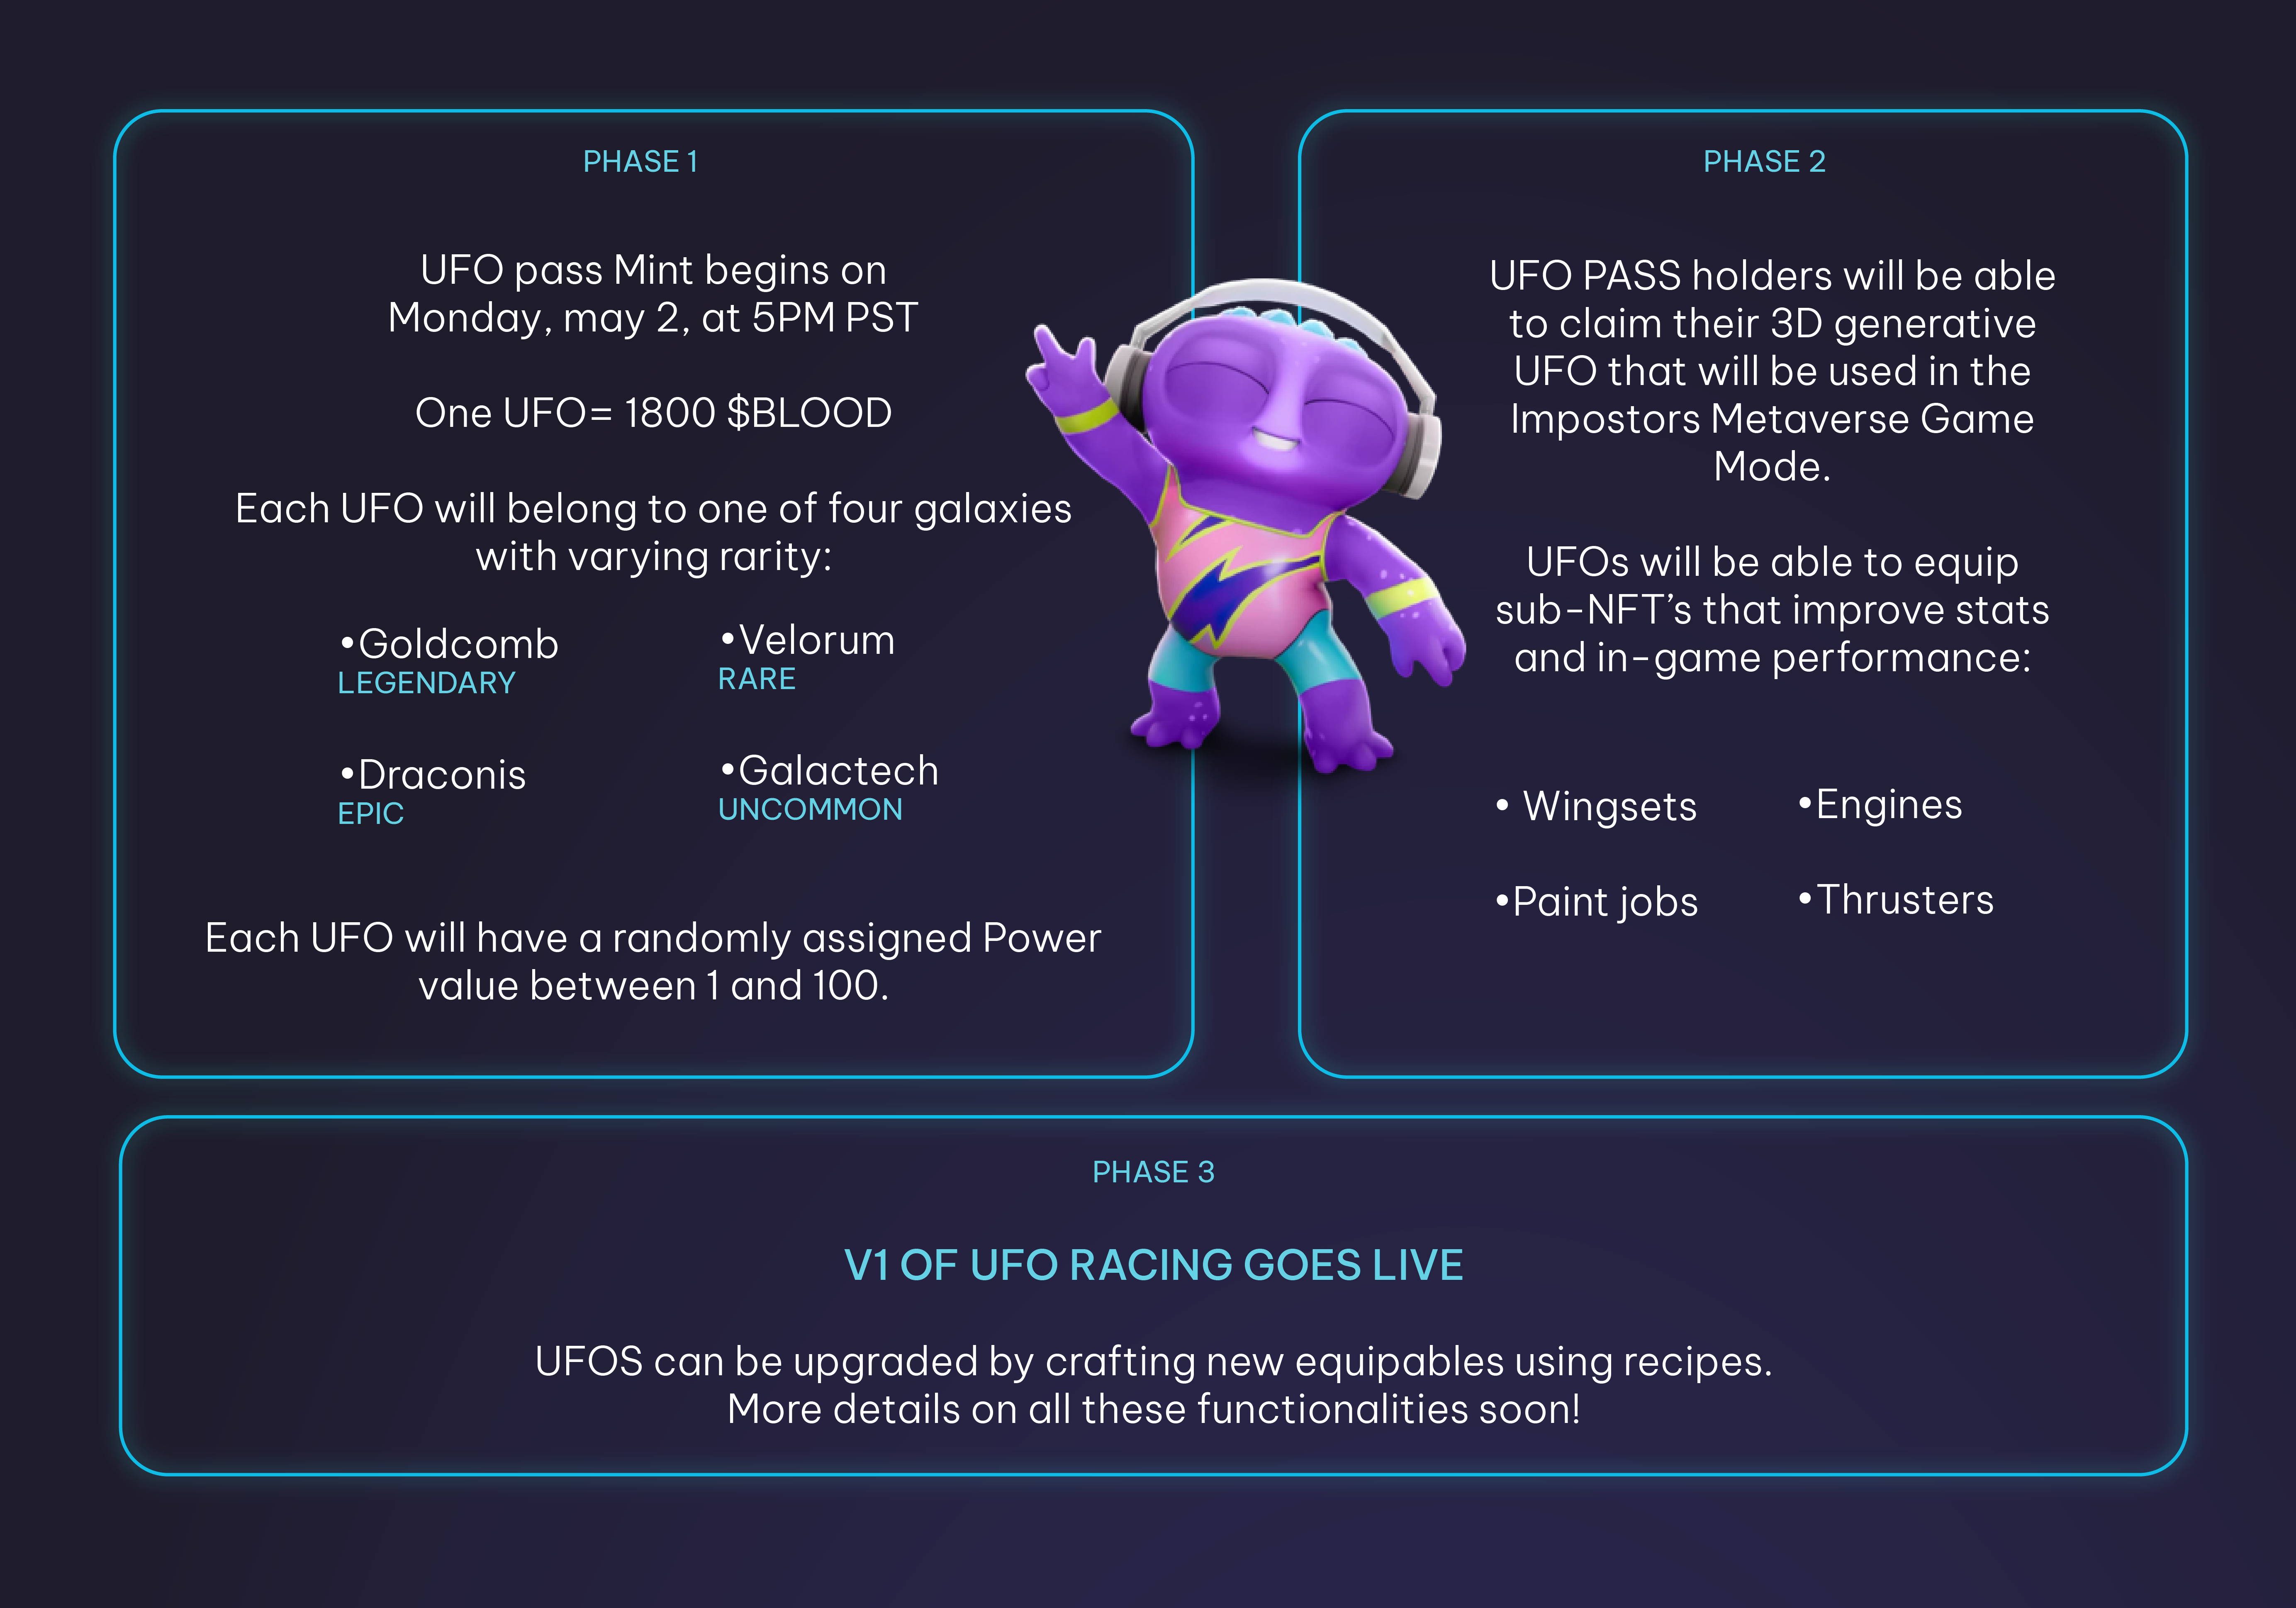 PHASE 1
UFO pass Mint begins on
Monday, may 2, at 5PM PST
One UFO= 1800 $BLOOD
Each UFO will belong to one of four galaxies
with varying rarity:
•Goldcomb
LEGENDARY
•Velorum
RARE
•Draconis
EPIC
•Galactech
UNCOMMON
Each UFO will have a randomly assigned Power
value between 1 and 100.
PHASE 2
UFO PASS holders will be able
to claim their 3D generative
UFO that will be used in the
Impostors Metaverse Game
Mode.
UFOs will be able to equip
sub-NFT’s that improve stats
and in-game performance:
• Wingsets
•Engines
•Paint jobs
•Thrusters
PHASE 3
V1 OF UFO RACING GOES LIVE
UFOS can be upgraded by crafting new equipables using recipes.
More details on all these functionalities soon!